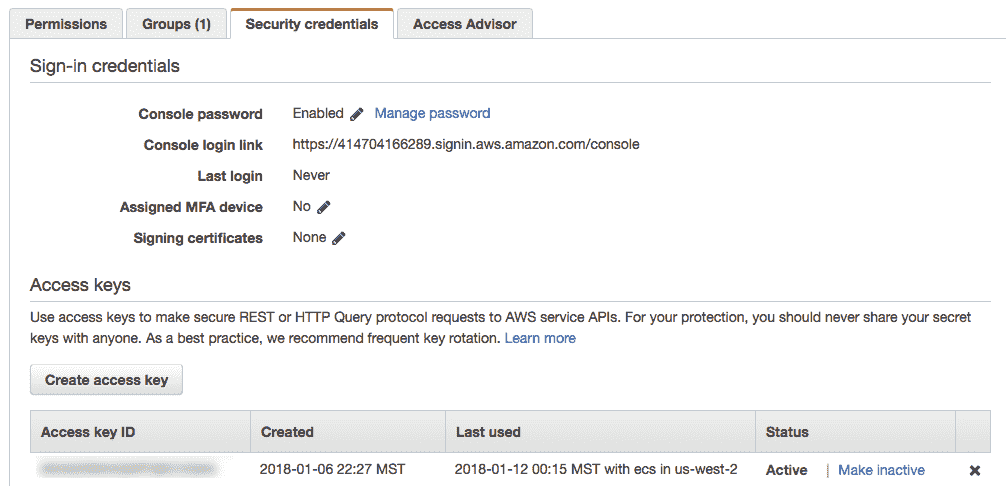 Permissions Groups (1) Security credentials Access Advisor
Sign-in credentials
Console password Enabled Manage password
Console login link https://414704166289.signin.aws.amazon.com/console
Last login Never
Assigned MFA device No
Signing certificates None
Access keys
Use access keys to make secure REST or HTTP Query protocol requests to AWS service APIs. For your protection, you should never share your secret
keys with anyone. As a best practice, we recommend frequent key rotation. Learn more
Create access key
Access key ID Created Last used Status
2018-01-06 22:27 MST 2018-01-12 00:15 MST with ecs in us-west-2 Active | Make inactive